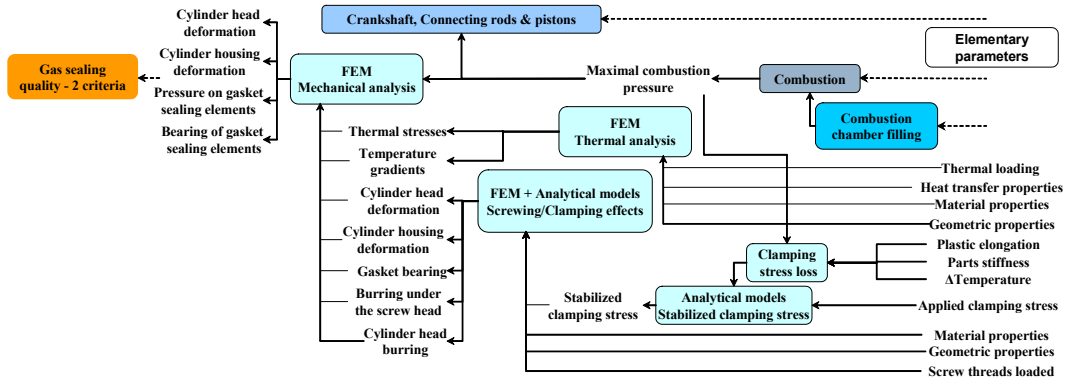 Cylinder head
deformation
Cylinder housing
deformation
Pressure on gasket
sealing elements
Bearing of gasket
sealing elements
Gas sealing
quality - 2 criteria
Crankshaft, Connecting rods & pistons
Elementary
parameters
FEM
Mechanical analysis
Maximal combustion
pressure
Combustion
Combustion
chamber filling
Thermal stresses
Temperature
gradients
FEM
Thermal analysis
Cylinder head
deformation
Cylinder housing
deformation
Gasket bearing
Burring under
the screw head
Cylinder head
burring
FEM + Analytical models
Screwing/Clamping effects
Thermal loading
Heat transfer properties
Material properties
Geometric properties
Clamping
stress loss
Plastic elongation
Parts stiffness
ΔTemperature
Stabilized
clamping stress
Analytical models
Stabilized clamping stress
Applied clamping stress
Material properties
Geometric properties
Screw threads loaded